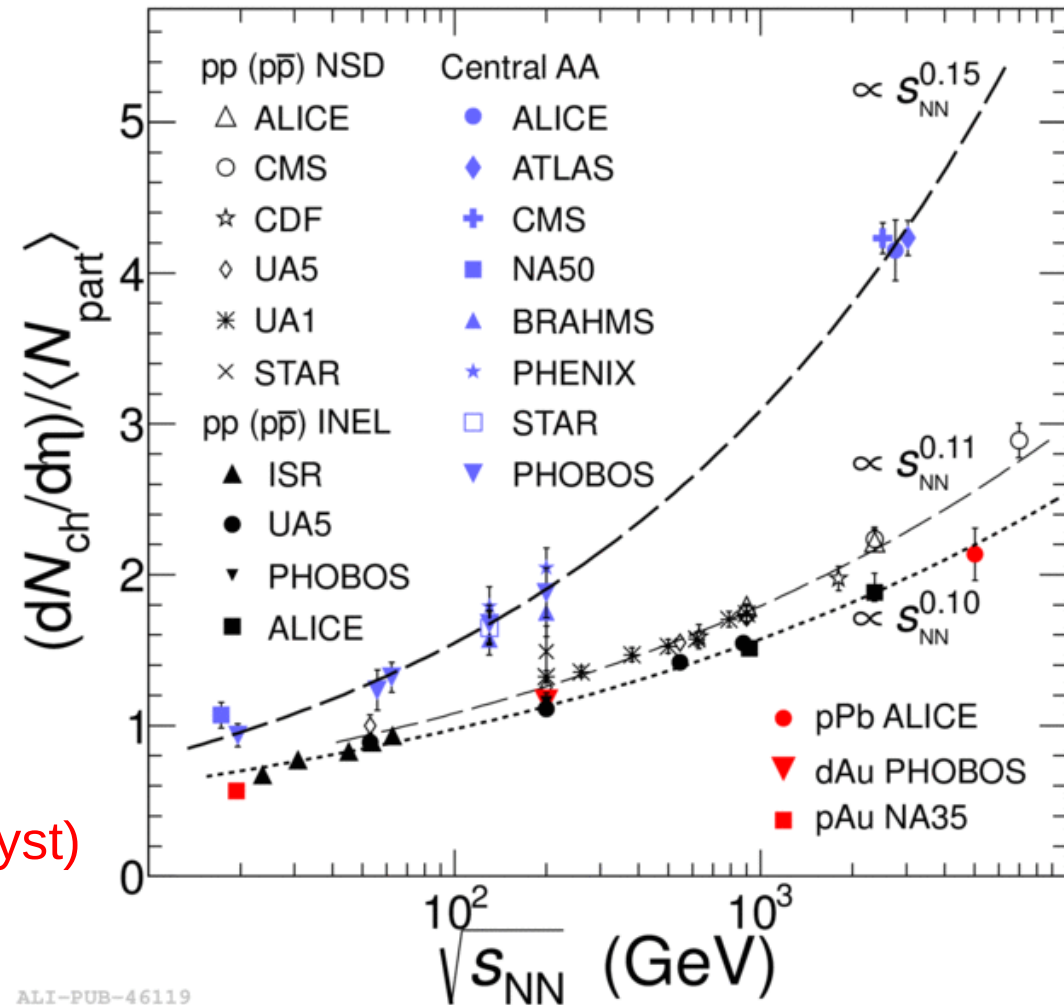 pp (pp̅) NSD
△ ALICE
○ CMS
☆ CDF
◇ UA5
✳ UA1
× STAR
pp (pp̅) INEL
▲ ISR
● UA5
▼ PHOBOS
■ ALICE
Central AA
● ALICE
◆ ATLAS
✚ CMS
■ NA50
▲ BRAHMS
★ PHENIX
□ STAR
▼ PHOBOS
∝ s_NN^0.15
∝ s_NN^0.11
∝ s_NN^0.10
● pPb ALICE
▼ dAu PHOBOS
■ pAu NA35
(dN_ch/dη)/⟨N_part⟩
5
4
3
2
1
0
10^2
10^3
√s_NN (GeV)
yst)
ALI-PUB-46119